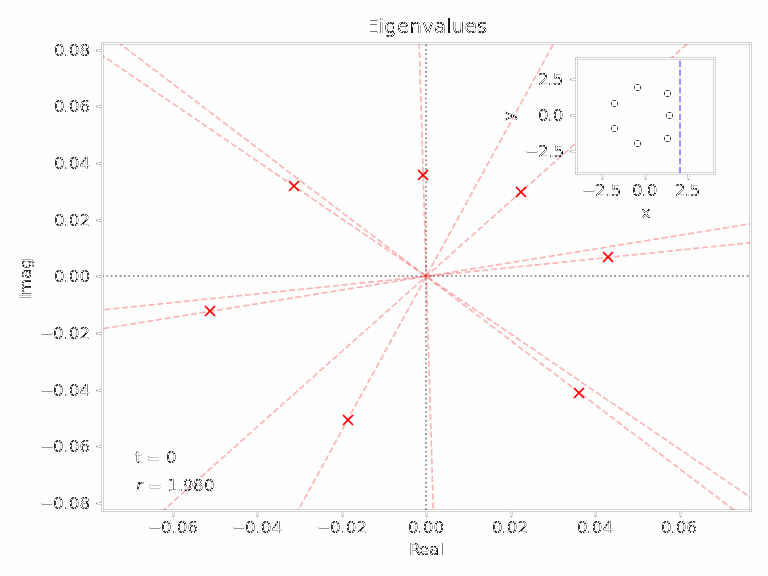 Eigenvalues
0.08
0.06
0.04
0.02
0.00
−0.02
−0.04
−0.06
−0.08
Imag
t = 0
r = 1.980
−0.06 −0.04 −0.02 0.00 0.02 0.04 0.06
Real
2.5
0.0
−2.5
y
−2.5 0.0 2.5
x